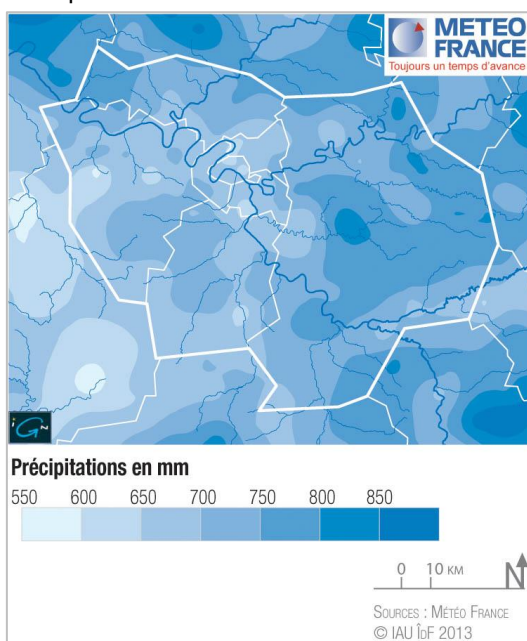 METEO
FRANCE
Toujours un temps d'avance
iGN
Précipitations en mm
550 600 650 700 750 800 850
0 10 KM
N
SOURCES : MÉTÉO FRANCE
© IAU ÎDF 2013